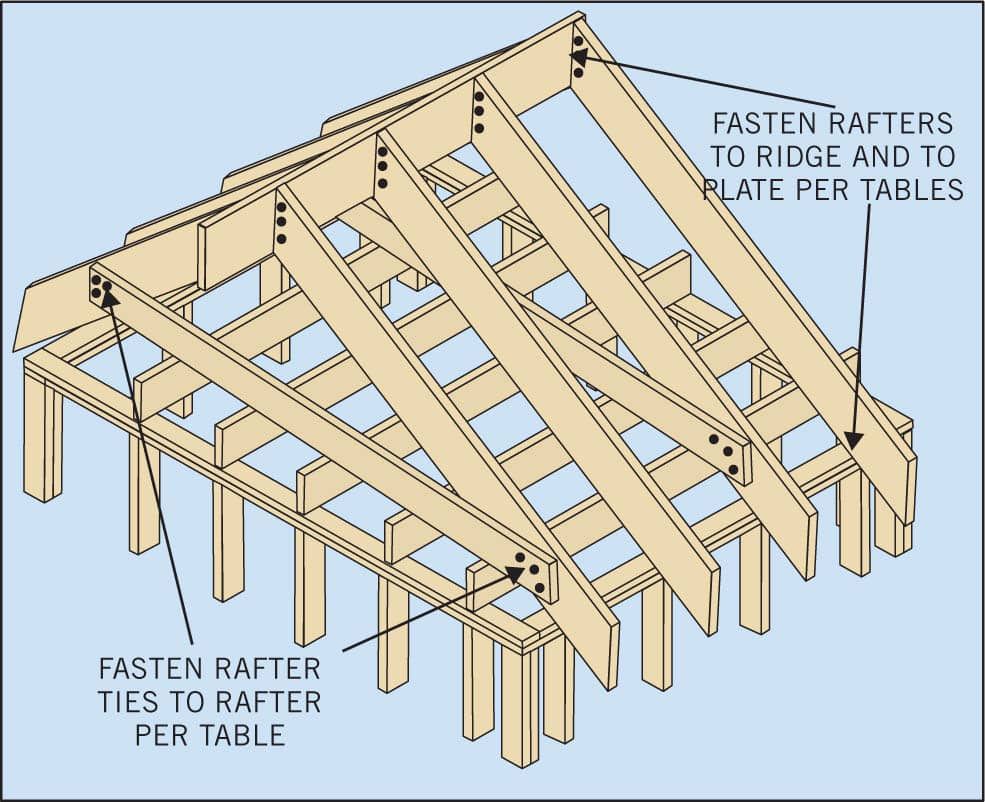 FASTEN RAFTERS
TO RIDGE AND TO
PLATE PER TABLES
FASTEN RAFTER
TIES TO RAFTER
PER TABLE